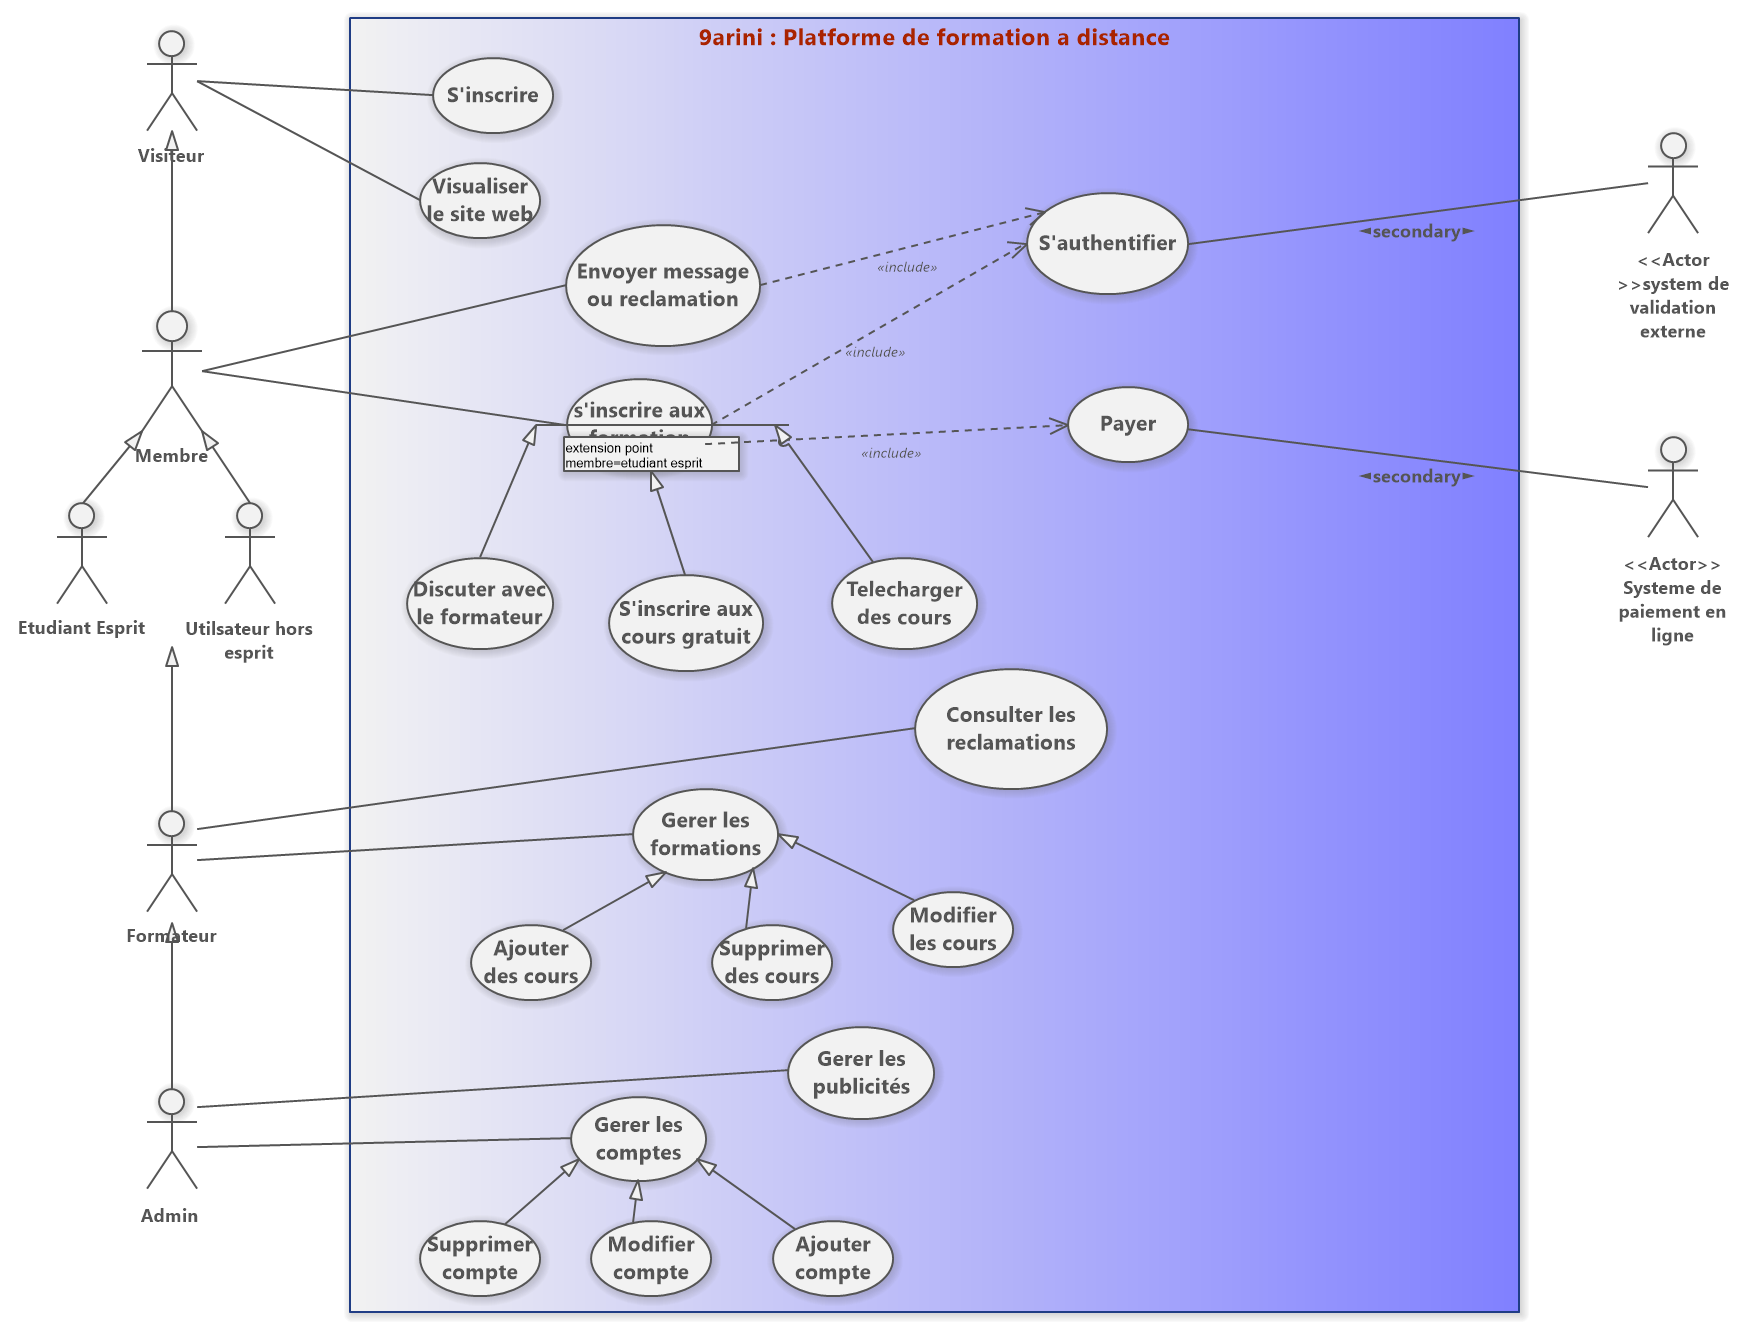 9arini : Platforme de formation a distance
S'inscrire
Visiteur
Visualiser
le site web
Envoyer message
ou reclamation
«include»
S'authentifier
◄secondary►
<<Actor
>>system de
validation
externe
«include»
s'inscrire aux
formation
extension point
membre=etudiant esprit
«include»
Payer
◄secondary►
<<Actor>>
Systeme de
paiement en
ligne
Membre
Etudiant Esprit
Utilsateur hors
esprit
Discuter avec
le formateur
S'inscrire aux
cours gratuit
Telecharger
des cours
Consulter les
reclamations
Gerer les
formations
Formateur
Ajouter
des cours
Supprimer
des cours
Modifier
les cours
Gerer les
publicités
Gerer les
comptes
Admin
Supprimer
compte
Modifier
compte
Ajouter
compte